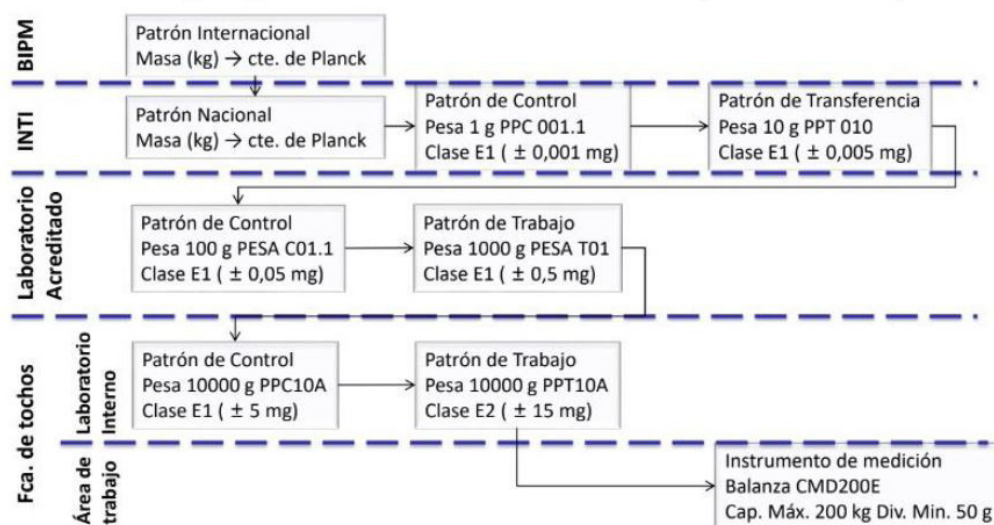 BIPM
Patrón Internacional
Masa (kg) → cte. de Planck
INTI
Patrón Nacional
Masa (kg) → cte. de Planck
Patrón de Control
Pesa 1 g PPC 001.1
Clase E1 ( ± 0,001 mg)
Patrón de Transferencia
Pesa 10 g PPT 010
Clase E1 ( ± 0,005 mg)
Laboratorio
Acreditado
Patrón de Control
Pesa 100 g PESA C01.1
Clase E1 ( ± 0,05 mg)
Patrón de Trabajo
Pesa 1000 g PESA T01
Clase E1 ( ± 0,5 mg)
Fca. de tochos
Laboratorio
Interno
Patrón de Control
Pesa 10000 g PPC10A
Clase E1 ( ± 5 mg)
Patrón de Trabajo
Pesa 10000 g PPT10A
Clase E2 ( ± 15 mg)
Área de
trabajo
Instrumento de medición
Balanza CMD200E
Cap. Máx. 200 kg Div. Min. 50 g